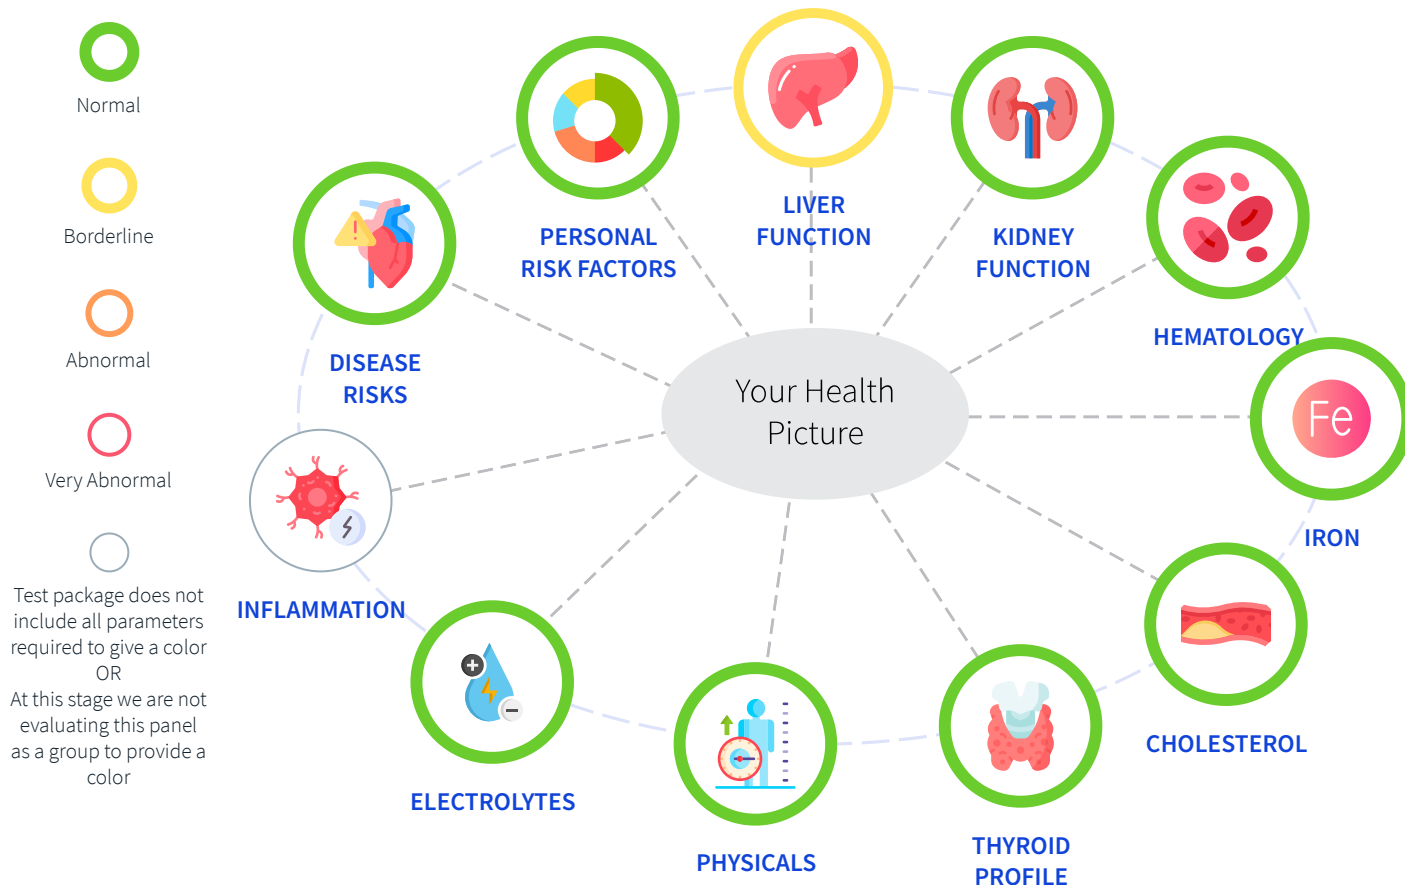 Normal
Borderline
Abnormal
Very Abnormal
Test package does not
include all parameters
required to give a color
OR
At this stage we are not
evaluating this panel
as a group to provide a
color
LIVER
FUNCTION
PERSONAL
RISK FACTORS
KIDNEY
FUNCTION
HEMATOLOGY
DISEASE
RISKS
Your Health
Picture
Fe
IRON
INFLAMMATION
CHOLESTEROL
ELECTROLYTES
PHYSICALS
THYROID
PROFILE